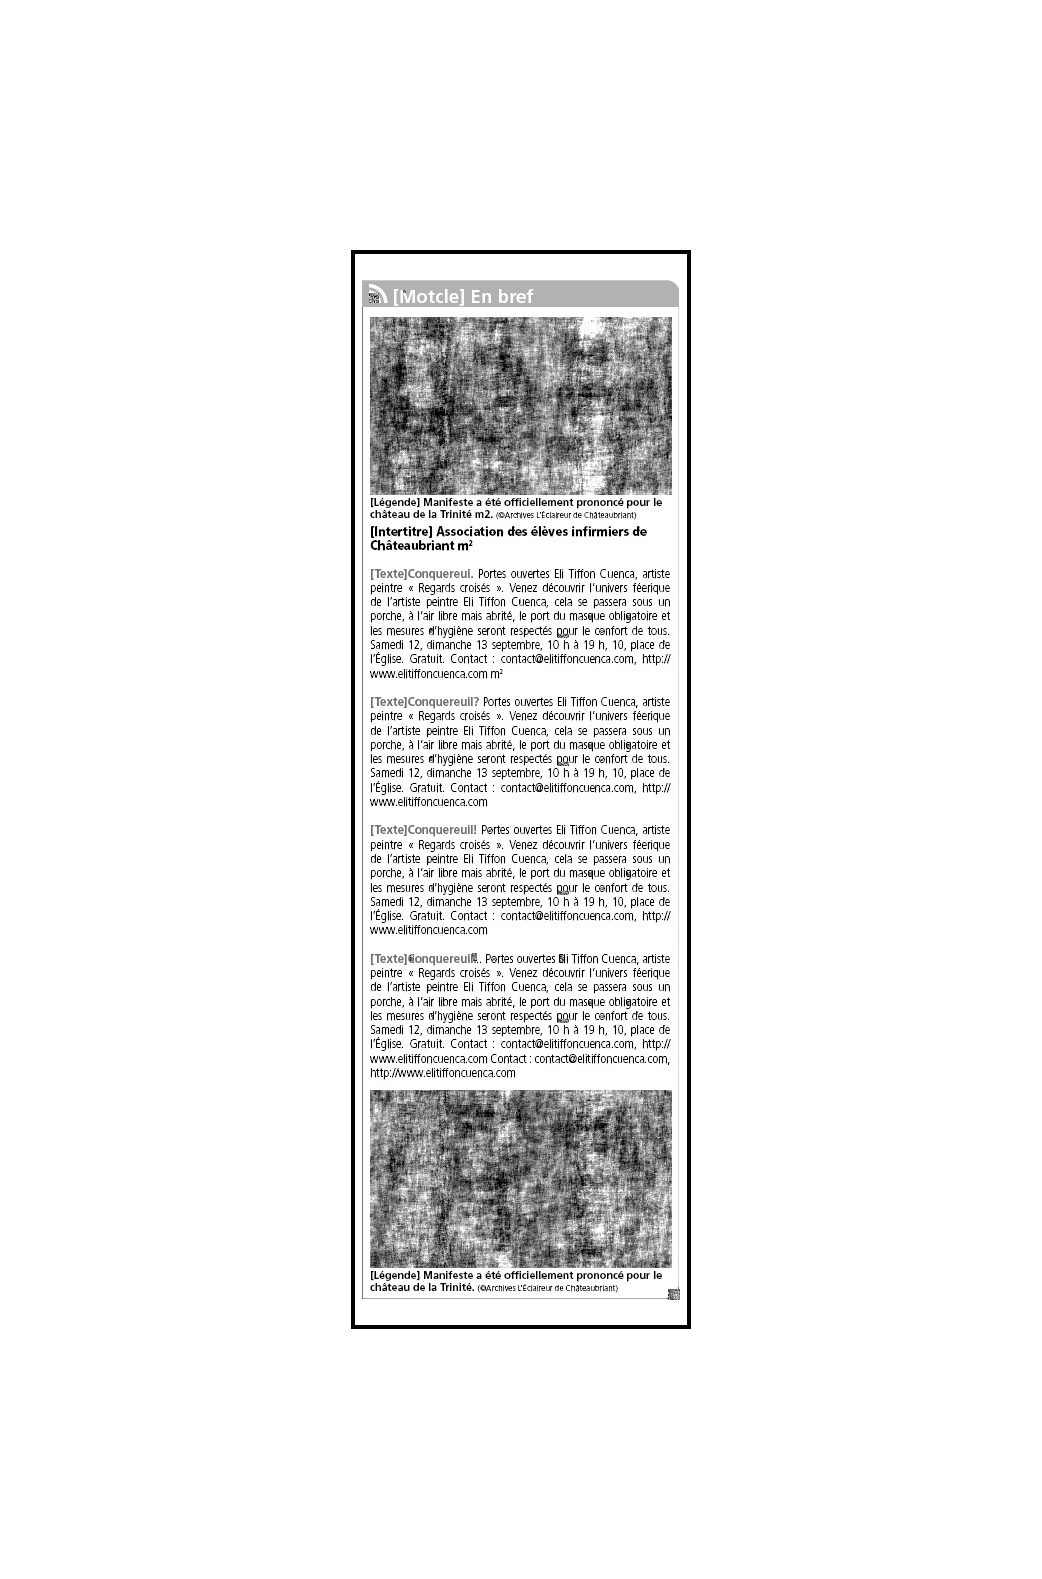 [Motcle] En bref
[Légende] Manifeste a été officiellement prononcé pour le
château de la Trinité m2. (©Archives L'Éclaireur de Châteaubriant)
[Intertitre] Association des élèves infirmiers de
Châteaubriant m²
[Texte]Conquereui. Portes ouvertes Eli Tiffon Cuenca, artiste
peintre « Regards croisés ». Venez découvrir l'univers féerique
de l'artiste peintre Eli Tiffon Cuenca, cela se passera sous un
porche, à l'air libre mais abrité, le port du masque obligatoire et
les mesures d'hygiène seront respectés pour le confort de tous.
Samedi 12, dimanche 13 septembre, 10 h à 19 h, 10, place de
l'Église. Gratuit. Contact : contact@elitiffoncuenca.com, http://
www.elitiffoncuenca.com m²
[Texte]Conquereuil? Portes ouvertes Eli Tiffon Cuenca, artiste
peintre « Regards croisés ». Venez découvrir l'univers féerique
de l'artiste peintre Eli Tiffon Cuenca, cela se passera sous un
porche, à l'air libre mais abrité, le port du masque obligatoire et
les mesures d'hygiène seront respectés pour le confort de tous.
Samedi 12, dimanche 13 septembre, 10 h à 19 h, 10, place de
l'Église. Gratuit. Contact : contact@elitiffoncuenca.com, http://
www.elitiffoncuenca.com
[Texte]Conquereuil! Portes ouvertes Eli Tiffon Cuenca, artiste
peintre « Regards croisés ». Venez découvrir l'univers féerique
de l'artiste peintre Eli Tiffon Cuenca, cela se passera sous un
porche, à l'air libre mais abrité, le port du masque obligatoire et
les mesures d'hygiène seront respectés pour le confort de tous.
Samedi 12, dimanche 13 septembre, 10 h à 19 h, 10, place de
l'Église. Gratuit. Contact : contact@elitiffoncuenca.com, http://
www.elitiffoncuenca.com
[Texte]Conquereuil... Portes ouvertes Eli Tiffon Cuenca, artiste
peintre « Regards croisés ». Venez découvrir l'univers féerique
de l'artiste peintre Eli Tiffon Cuenca, cela se passera sous un
porche, à l'air libre mais abrité, le port du masque obligatoire et
les mesures d'hygiène seront respectés pour le confort de tous.
Samedi 12, dimanche 13 septembre, 10 h à 19 h, 10, place de
l'Église. Gratuit. Contact : contact@elitiffoncuenca.com, http://
www.elitiffoncuenca.com Contact : contact@elitiffoncuenca.com,
http://www.elitiffoncuenca.com
[Légende] Manifeste a été officiellement prononcé pour le
château de la Trinité. (©Archives L'Éclaireur de Châteaubriant)